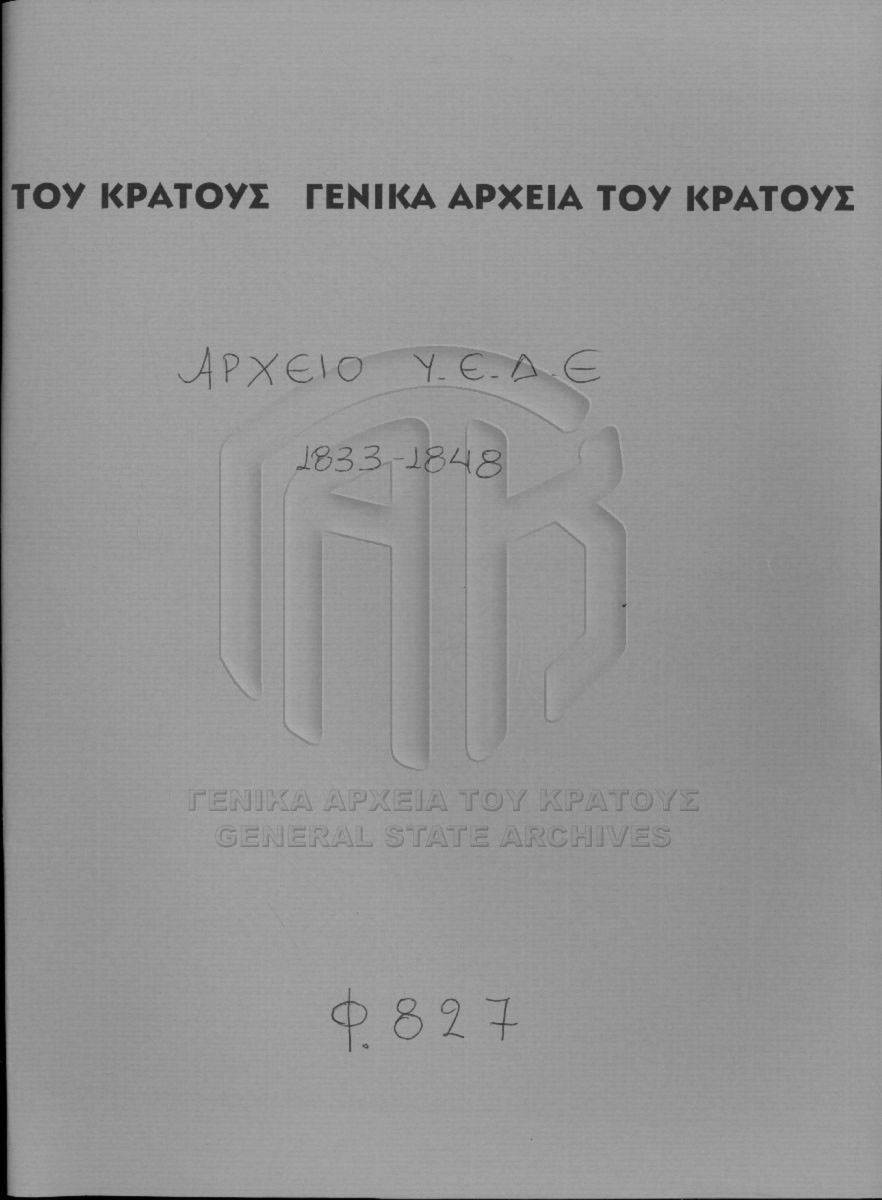 ΤΟΥ ΚΡΑΤΟΥΣ ΓΕΝΙΚΑ ΑΡΧΕΙΑ ΤΟΥ ΚΡΑΤΟΥΣ
ΑΡΧΕΙΟ Υ.Ε.Δ.Ε
1833-1848
ΓΕΝΙΚΑ ΑΡΧΕΙΑ ΤΟΥ ΚΡΑΤΟΥΣ
GENERAL STATE ARCHIVES
Φ. 827